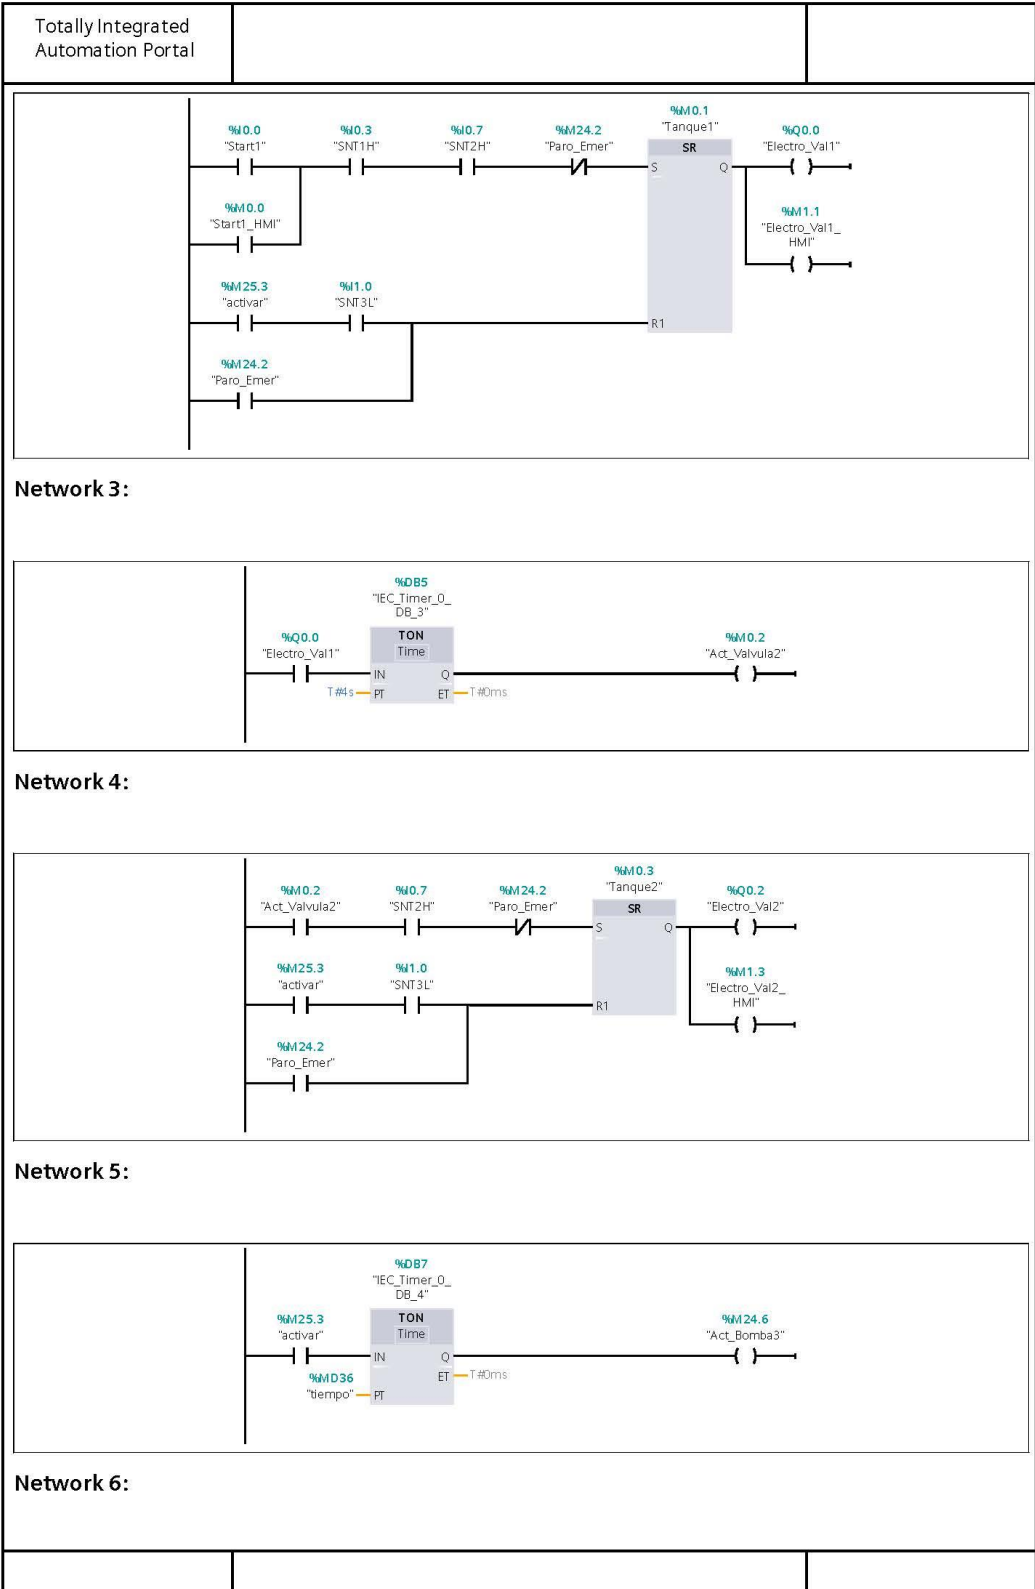 Totally Integrated
Automation Portal
%M0.1
"Tanque1"
%I0.0 %I0.3 %I0.7 %M24.2 SR %Q0.0
"Start1" "SNT1H" "SNT2H" "Paro_Emer" "Electro_Val1"
S Q
%M0.0 %M1.1
"Start1_HMI" "Electro_Val1_
HMI"
%M25.3 %I1.0
"activar" "SNT3L"
R1
%M24.2
"Paro_Emer"
Network 3:
%DB5
"IEC_Timer_0_
DB_3"
%Q0.0 TON %M0.2
"Electro_Val1" Time "Act_Valvula2"
IN Q
T#4s PT ET T#0ms
Network 4:
%M0.3
"Tanque2"
%M0.2 %I0.7 %M24.2 %Q0.2
"Act_Valvula2" "SNT2H" "Paro_Emer" SR "Electro_Val2"
S Q
%M25.3 %I1.0 %M1.3
"activar" "SNT3L" "Electro_Val2_
HMI"
R1
%M24.2
"Paro_Emer"
Network 5:
%DB7
"IEC_Timer_0_
DB_4"
%M25.3 TON %M24.6
"activar" Time "Act_Bomba3"
IN Q
%MD36 ET T#0ms
"tiempo" PT
Network 6: